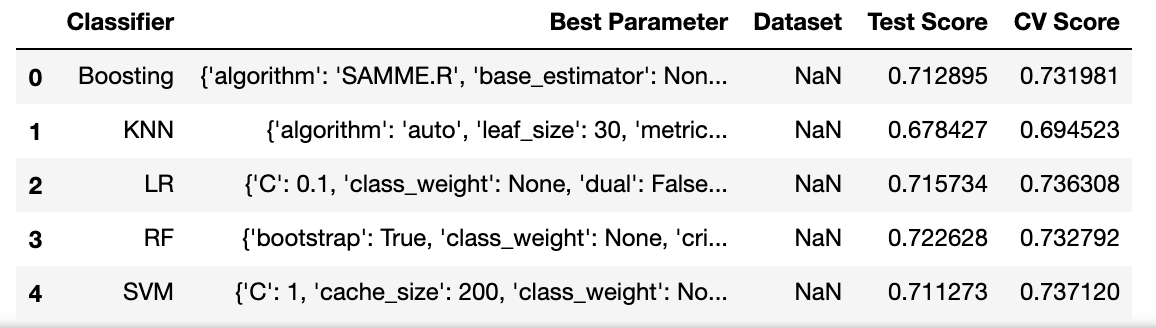 Classifier Best Parameter Dataset Test Score CV Score
0 Boosting {'algorithm': 'SAMME.R', 'base_estimator': Non... NaN 0.712895 0.731981
1 KNN {'algorithm': 'auto', 'leaf_size': 30, 'metric... NaN 0.678427 0.694523
2 LR {'C': 0.1, 'class_weight': None, 'dual': False... NaN 0.715734 0.736308
3 RF {'bootstrap': True, 'class_weight': None, 'cri... NaN 0.722628 0.732792
4 SVM {'C': 1, 'cache_size': 200, 'class_weight': No... NaN 0.711273 0.737120